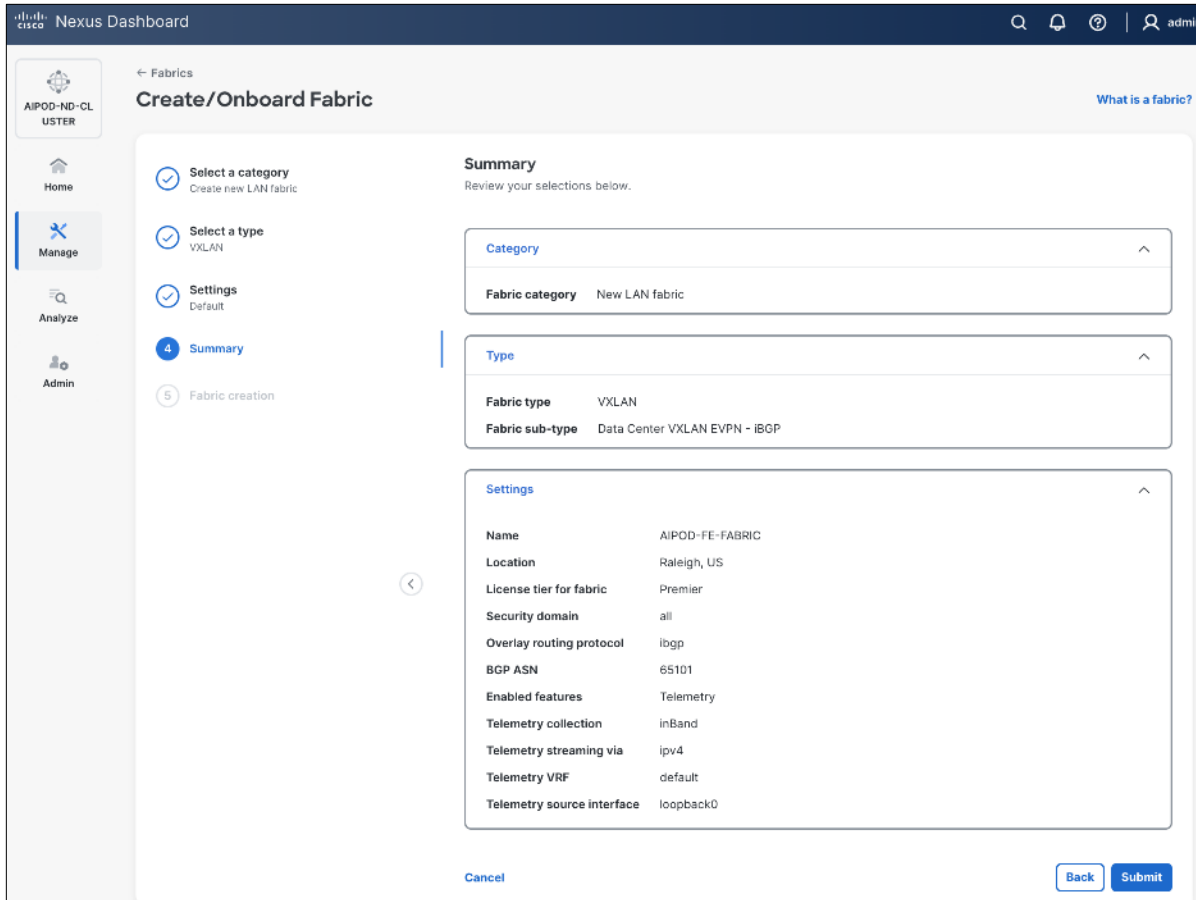 cisco Nexus Dashboard
admi
AIPOD-ND-CL
USTER
Home
Manage
Analyze
Admin
← Fabrics
Create/Onboard Fabric
What is a fabric?
Select a category
Create new LAN fabric
Select a type
VXLAN
Settings
Default
4 Summary
5 Fabric creation
Summary
Review your selections below.
Category
Fabric category New LAN fabric
Type
Fabric type VXLAN
Fabric sub-type Data Center VXLAN EVPN - iBGP
Settings
Name AIPOD-FE-FABRIC
Location Raleigh, US
License tier for fabric Premier
Security domain all
Overlay routing protocol ibgp
BGP ASN 65101
Enabled features Telemetry
Telemetry collection inBand
Telemetry streaming via ipv4
Telemetry VRF default
Telemetry source interface loopback0
Cancel
Back Submit